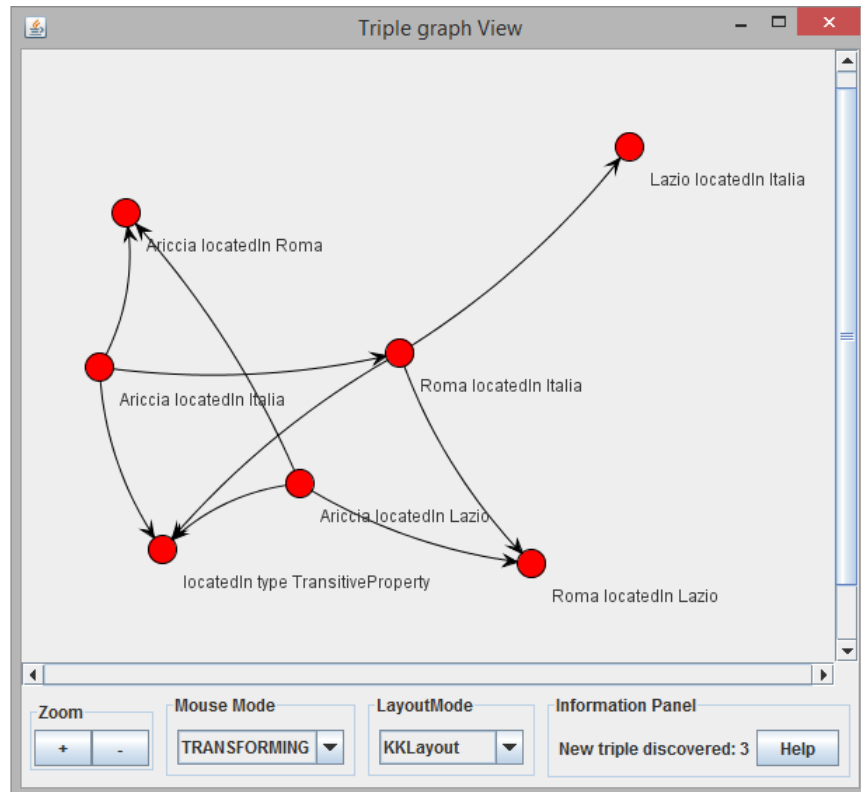 Triple graph View
Lazio locatedIn Italia
Ariccia locatedIn Roma
Roma locatedIn Italia
Ariccia locatedIn Italia
Ariccia locatedIn Lazio
locatedIn type TransitiveProperty
Roma locatedIn Lazio
Zoom
+ -
Mouse Mode
TRANSFORMING
LayoutMode
KKLayout
Information Panel
New triple discovered: 3 Help